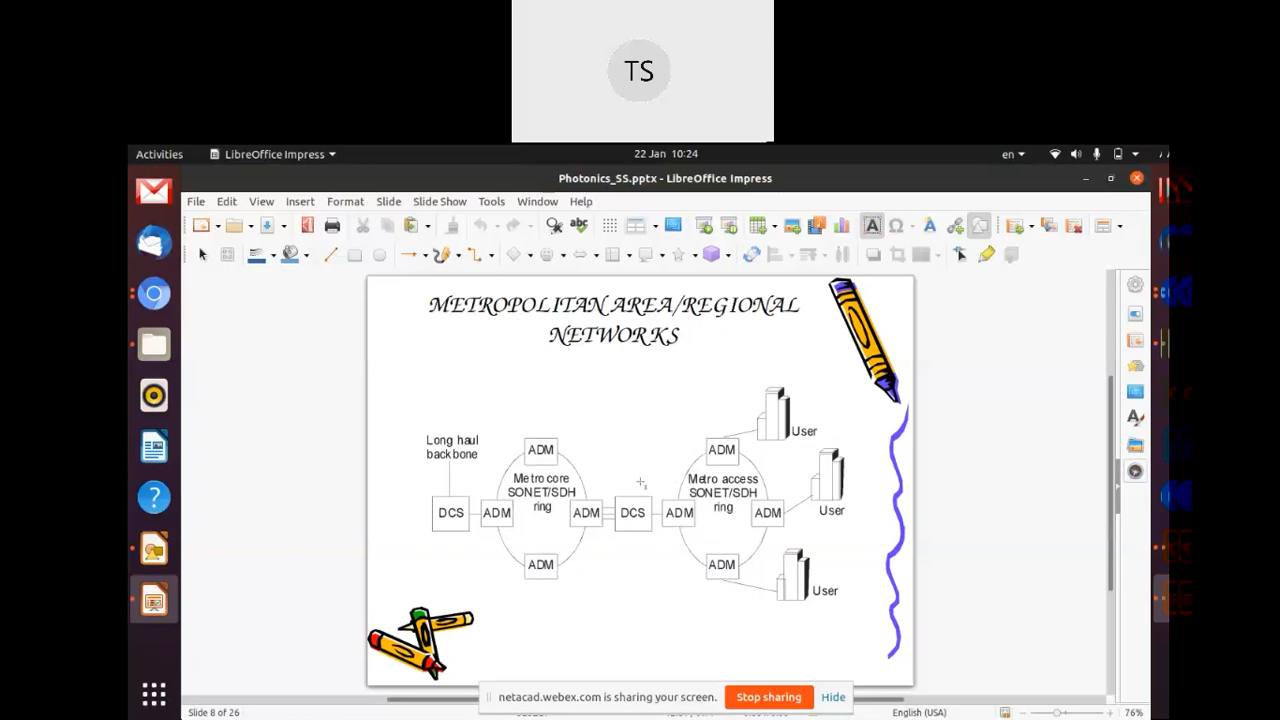 TS
Activities
LibreOffice Impress
22 Jan 10:24
en
Photonics_SS.pptx - LibreOffice Impress
File Edit View Insert Format Slide Slide Show Tools Window Help
METROPOLITAN AREA/REGIONAL
NETWORKS
Long haul
backbone
DCS
ADM
ADM
Metro core
SONET/SDH
ring
ADM
ADM
DCS
ADM
ADM
Metro access
SONET/SDH
ring
ADM
ADM
User
User
User
netacad.webex.com is sharing your screen.
Stop sharing
Hide
Slide 8 of 26
English (USA)
76%